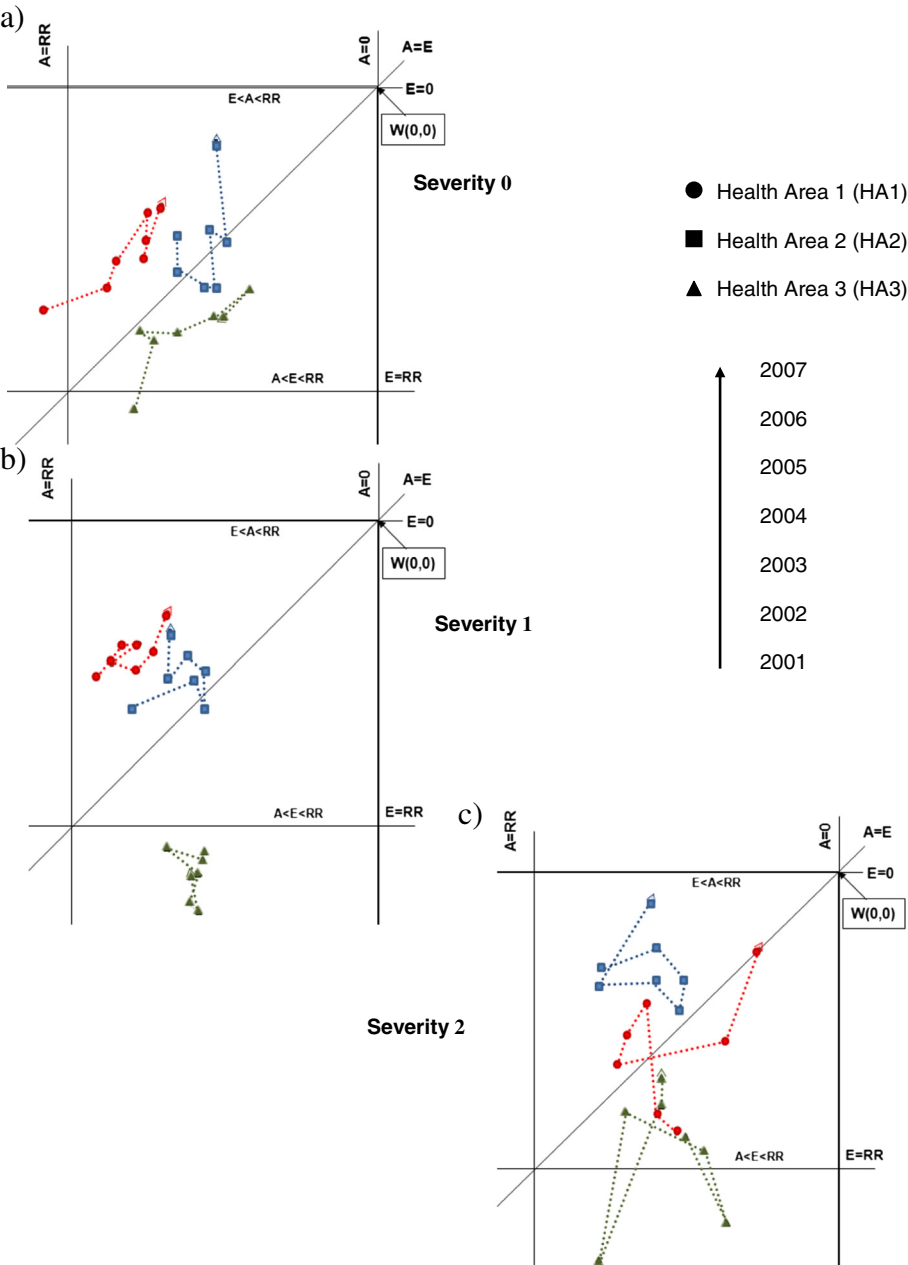 a)
A=RR
A=0
A=E
E=0
E<A<RR
W(0,0)
Severity 0
A<E<RR
E=RR
Health Area 1 (HA1)
Health Area 2 (HA2)
Health Area 3 (HA3)
2007
2006
2005
2004
2003
2002
2001
b)
A=RR
A=0
A=E
E=0
E<A<RR
W(0,0)
Severity 1
A<E<RR
E=RR
c)
A=RR
A=0
A=E
E=0
E<A<RR
W(0,0)
Severity 2
A<E<RR
E=RR